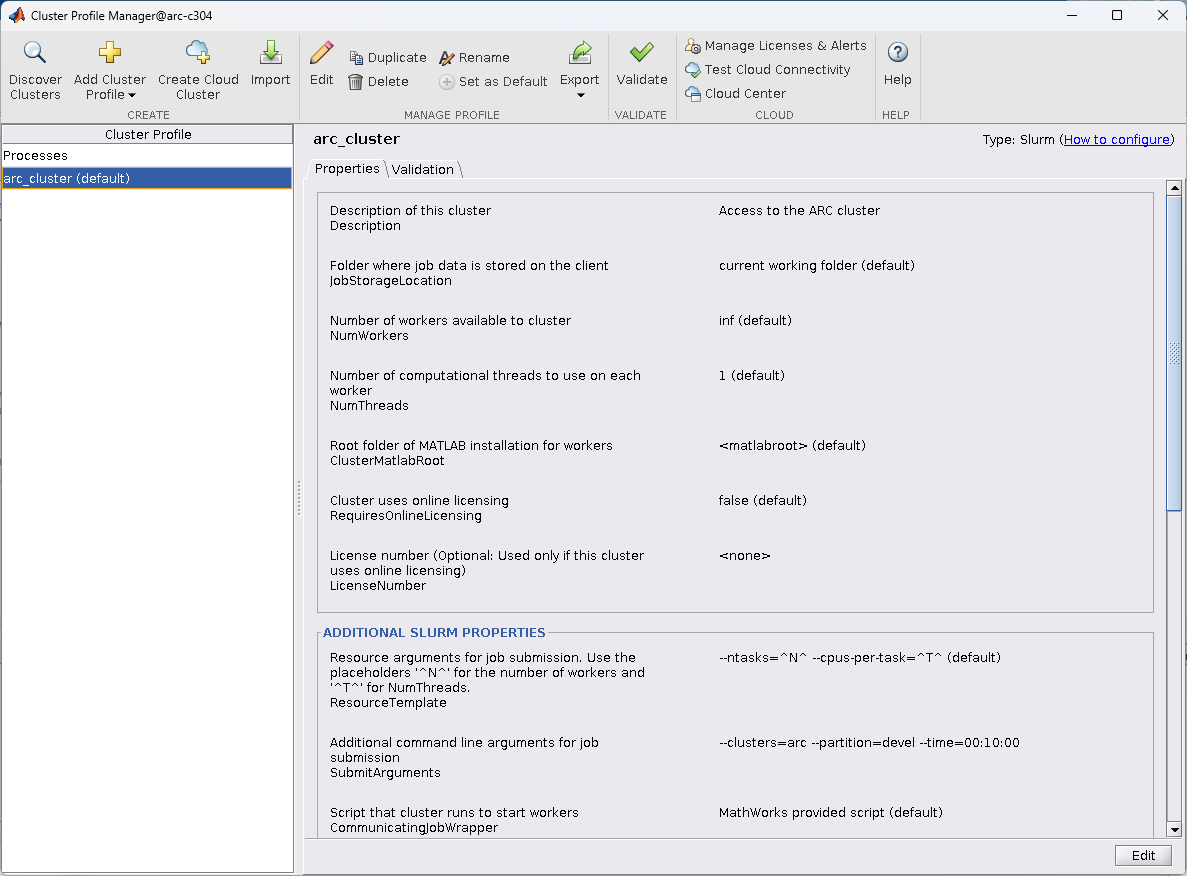 Cluster Profile Manager@arc-c304
Discover Clusters
Add Cluster Profile
Create Cloud Cluster
Import
CREATE
Edit
Duplicate
Delete
Rename
Set as Default
Export
MANAGE PROFILE
Validate
VALIDATE
Manage Licenses & Alerts
Test Cloud Connectivity
Cloud Center
CLOUD
Help
HELP
Cluster Profile
Processes
arc_cluster (default)
arc_cluster
Type: Slurm (How to configure)
Properties
Validation
Description of this cluster
Description
Access to the ARC cluster
Folder where job data is stored on the client
JobStorageLocation
current working folder (default)
Number of workers available to cluster
NumWorkers
inf (default)
Number of computational threads to use on each
worker
NumThreads
1 (default)
Root folder of MATLAB installation for workers
ClusterMatlabRoot
<matlabroot> (default)
Cluster uses online licensing
RequiresOnlineLicensing
false (default)
License number (Optional: Used only if this cluster
uses online licensing)
LicenseNumber
<none>
ADDITIONAL SLURM PROPERTIES
Resource arguments for job submission. Use the
placeholders '^N^' for the number of workers and
'^T^' for NumThreads.
ResourceTemplate
--ntasks=^N^ --cpus-per-task=^T^ (default)
Additional command line arguments for job
submission
SubmitArguments
--clusters=arc --partition=devel --time=00:10:00
Script that cluster runs to start workers
CommunicatingJobWrapper
MathWorks provided script (default)
Edit